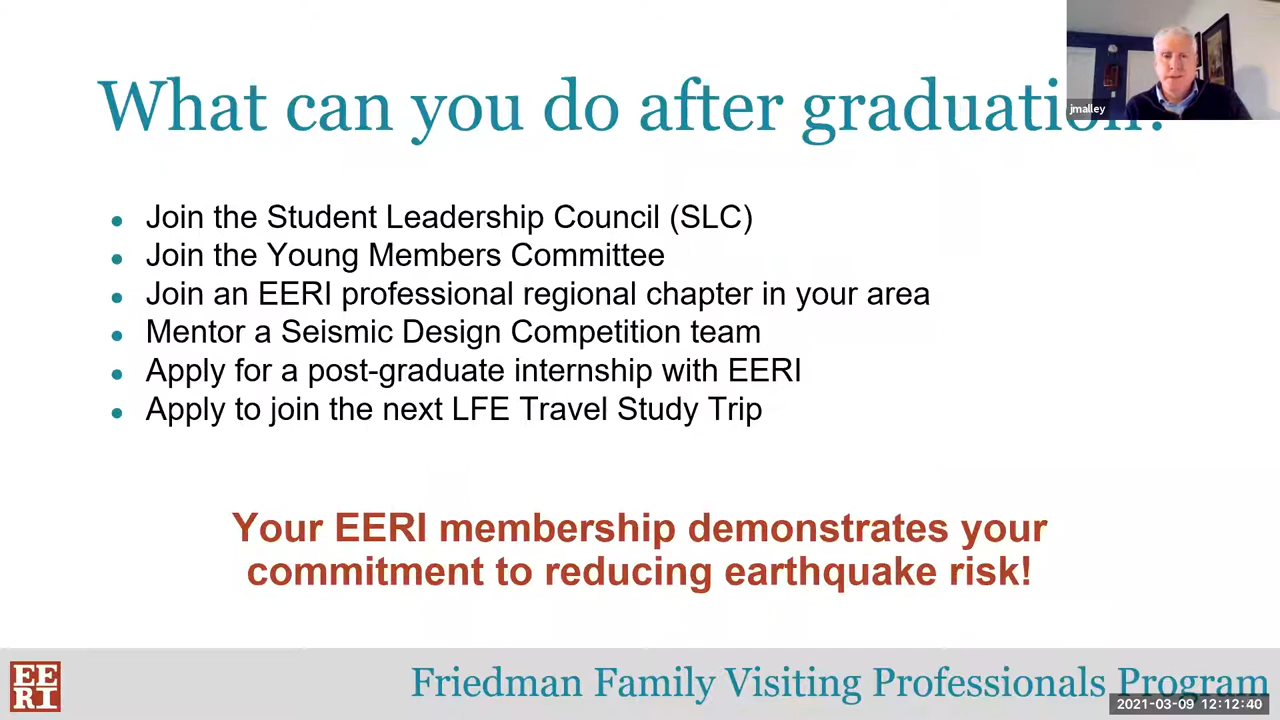 What can you do after graduation?
jmalley
Join the Student Leadership Council (SLC)
Join the Young Members Committee
Join an EERI professional regional chapter in your area
Mentor a Seismic Design Competition team
Apply for a post-graduate internship with EERI
Apply to join the next LFE Travel Study Trip
Your EERI membership demonstrates your
commitment to reducing earthquake risk!
EE
RI
Friedman Family Visiting Professionals Program
2021-03-09 12:12:40